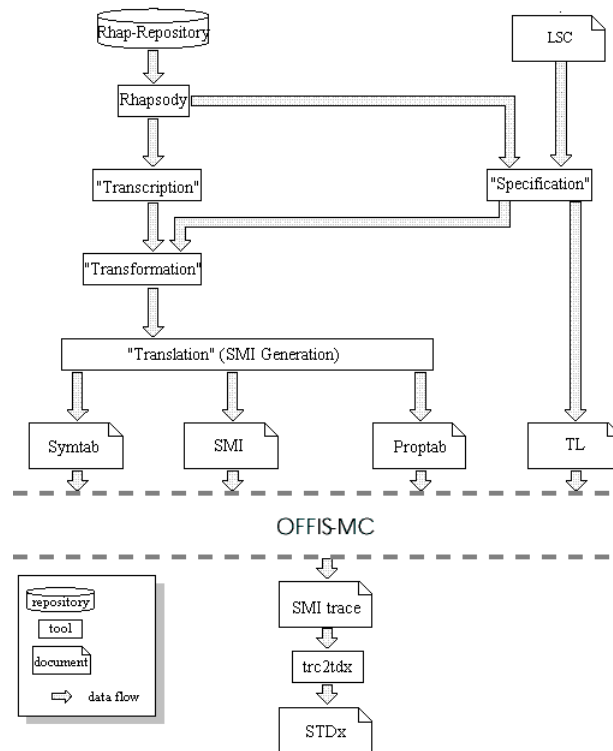 Rhap-Repository
LSC
Rhapsody
"Transcription"
"Specification"
"Transformation"
"Translation" (SMI Generation)
Symtab
SMI
Proptab
TL
OFFIS-MC
repository
tool
document
data flow
SMI trace
trc2tdx
STDx